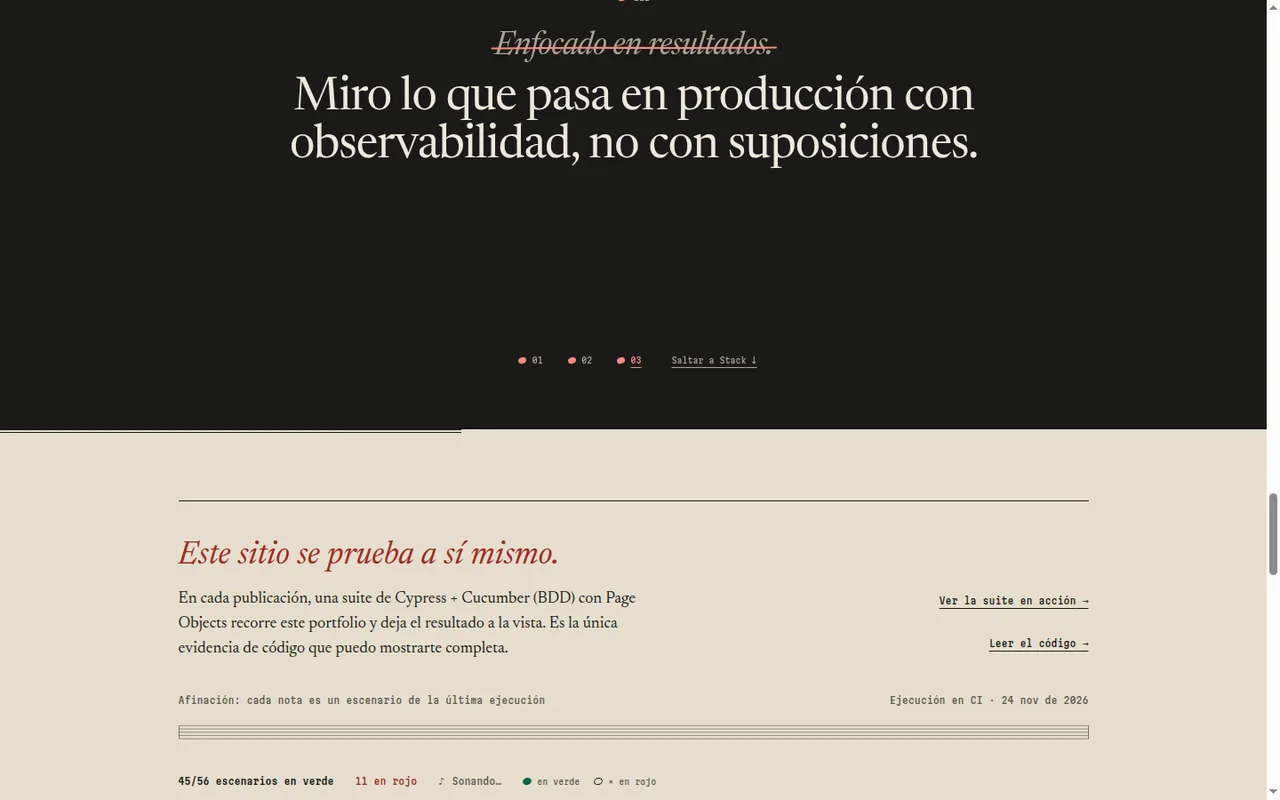 Enfocado en resultados.
Miro lo que pasa en producción con
observabilidad, no con suposiciones.
01 02 03 Saltar a Stack ↓
Este sitio se prueba a sí mismo.
En cada publicación, una suite de Cypress + Cucumber (BDD) con Page
Objects recorre este portfolio y deja el resultado a la vista. Es la única
evidencia de código que puedo mostrarte completa.
Ver la suite en acción →
Leer el código →
Afinación: cada nota es un escenario de la última ejecución
Ejecución en CI · 24 nov de 2026
45/56 escenarios en verde 11 en rojo ♪ Sonando… en verde × en rojo